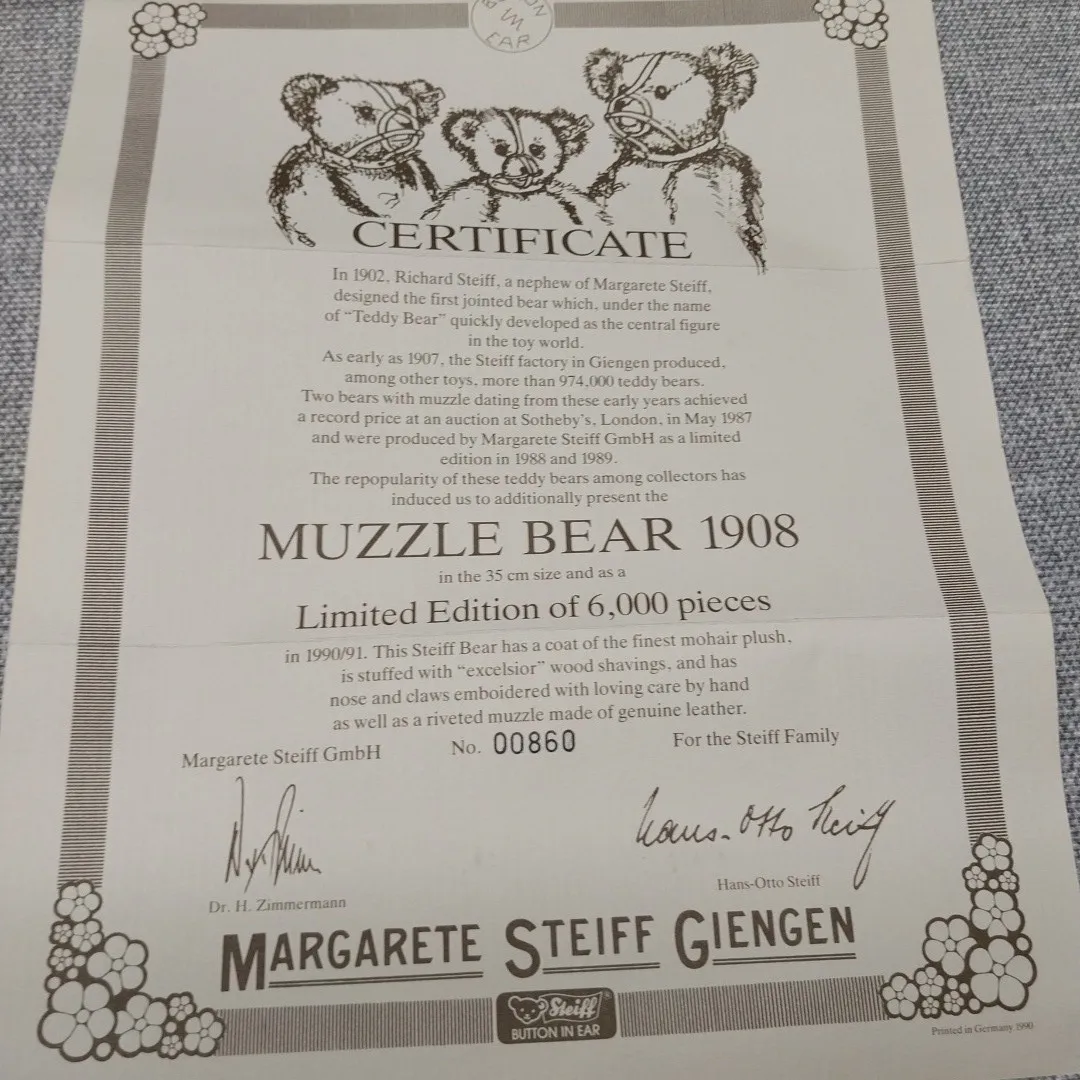 EAR
CERTIFICATE
In 1902, Richard Steiff, a nephew of Margarete Steiff,
designed the first jointed bear which, under the name
of “Teddy Bear” quickly developed as the central figure
in the toy world.
As early as 1907, the Steiff factory in Giengen produced,
among other toys, more than 974,000 teddy bears.
Two bears with muzzle dating from these early years achieved
a record price at an auction at Sotheby’s, London, in May 1987
and were produced by Margarete Steiff GmbH as a limited
edition in 1988 and 1989.
The repopularity of these teddy bears among collectors has
induced us to additionally present the
MUZZLE BEAR 1908
in the 35 cm size and as a
Limited Edition of 6,000 pieces
in 1990/91. This Steiff Bear has a coat of the finest mohair plush,
is stuffed with “excelsior” wood shavings, and has
nose and claws emboidered with loving care by hand
as well as a riveted muzzle made of genuine leather.
Margarete Steiff GmbH No. 00860 For the Steiff Family
Hans-Otto Steiff
Dr. H. Zimmermann Hans-Otto Steiff
MARGARETE STEIFF GIENGEN
Steiff®
BUTTON IN EAR
Printed in Germany 1990